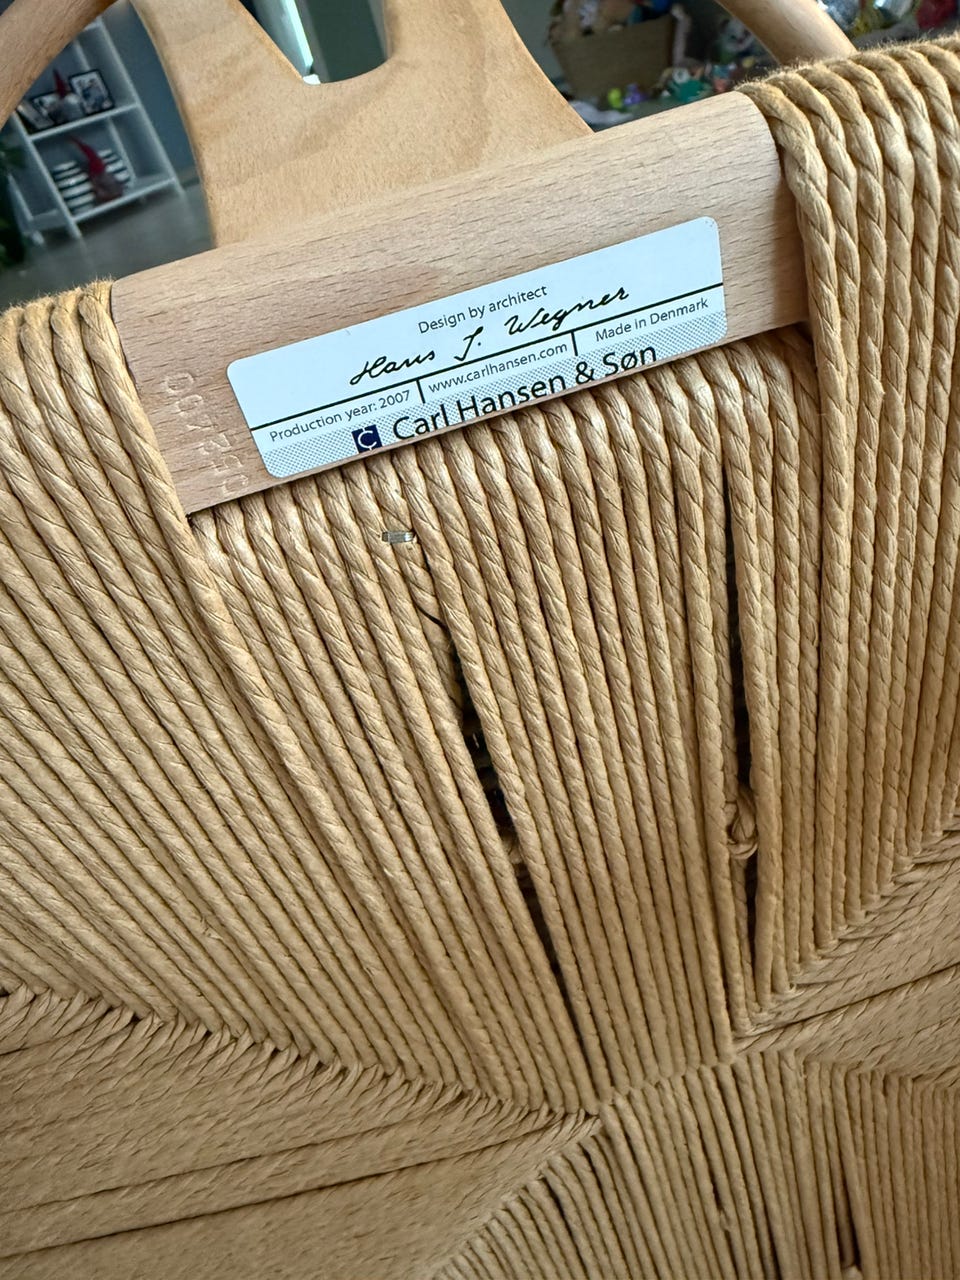 Design by architect
Hans J. Wegner
Production year: 2007
www.carlhansen.com
Made in Denmark
C Carl Hansen & Søn